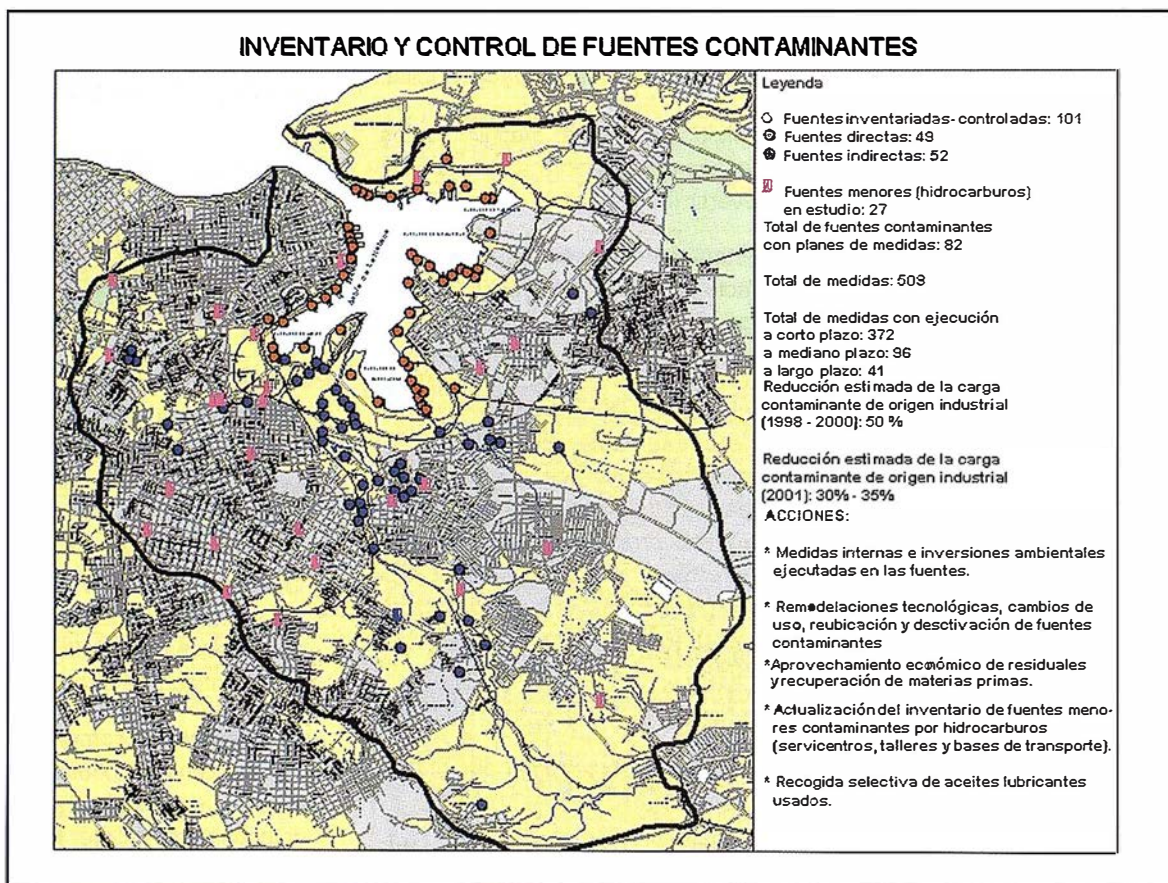 INVENTARIO Y CONTROL DE FUENTES CONTAMINANTES
Leyenda
Fuentes inventariadas-controladas: 101
Fuentes directas: 49
Fuentes indirectas: 52
Fuentes menores (hidrocarburos)
en estudio: 27
Total de fuentes contaminantes
con planes de medidas: 82
Total de medidas: 509
Total de medidas con ejecución
a corto plazo: 372
a mediano plazo: 96
a largo plazo: 41
Reducción estimada de la carga
contaminante de origen industrial
(1998 - 2000): 50 %
Reducción estimada de la carga
contaminante de origen industrial
(2001): 30% - 35%
ACCIONES:
* Medidas internas e inversiones ambientales
ejecutadas en las fuentes.
* Remodelaciones tecnológicas, cambios de
uso, reubicación y desctivación de fuentes
contaminantes
*Aprovechamiento económico de residuales
y recuperación de materias primas.
* Actualización del inventario de fuentes meno-
res contaminantes por hidrocarburos
(servicentros, talleres y bases de transporte).
* Recogida selectiva de aceites lubricantes
usados.